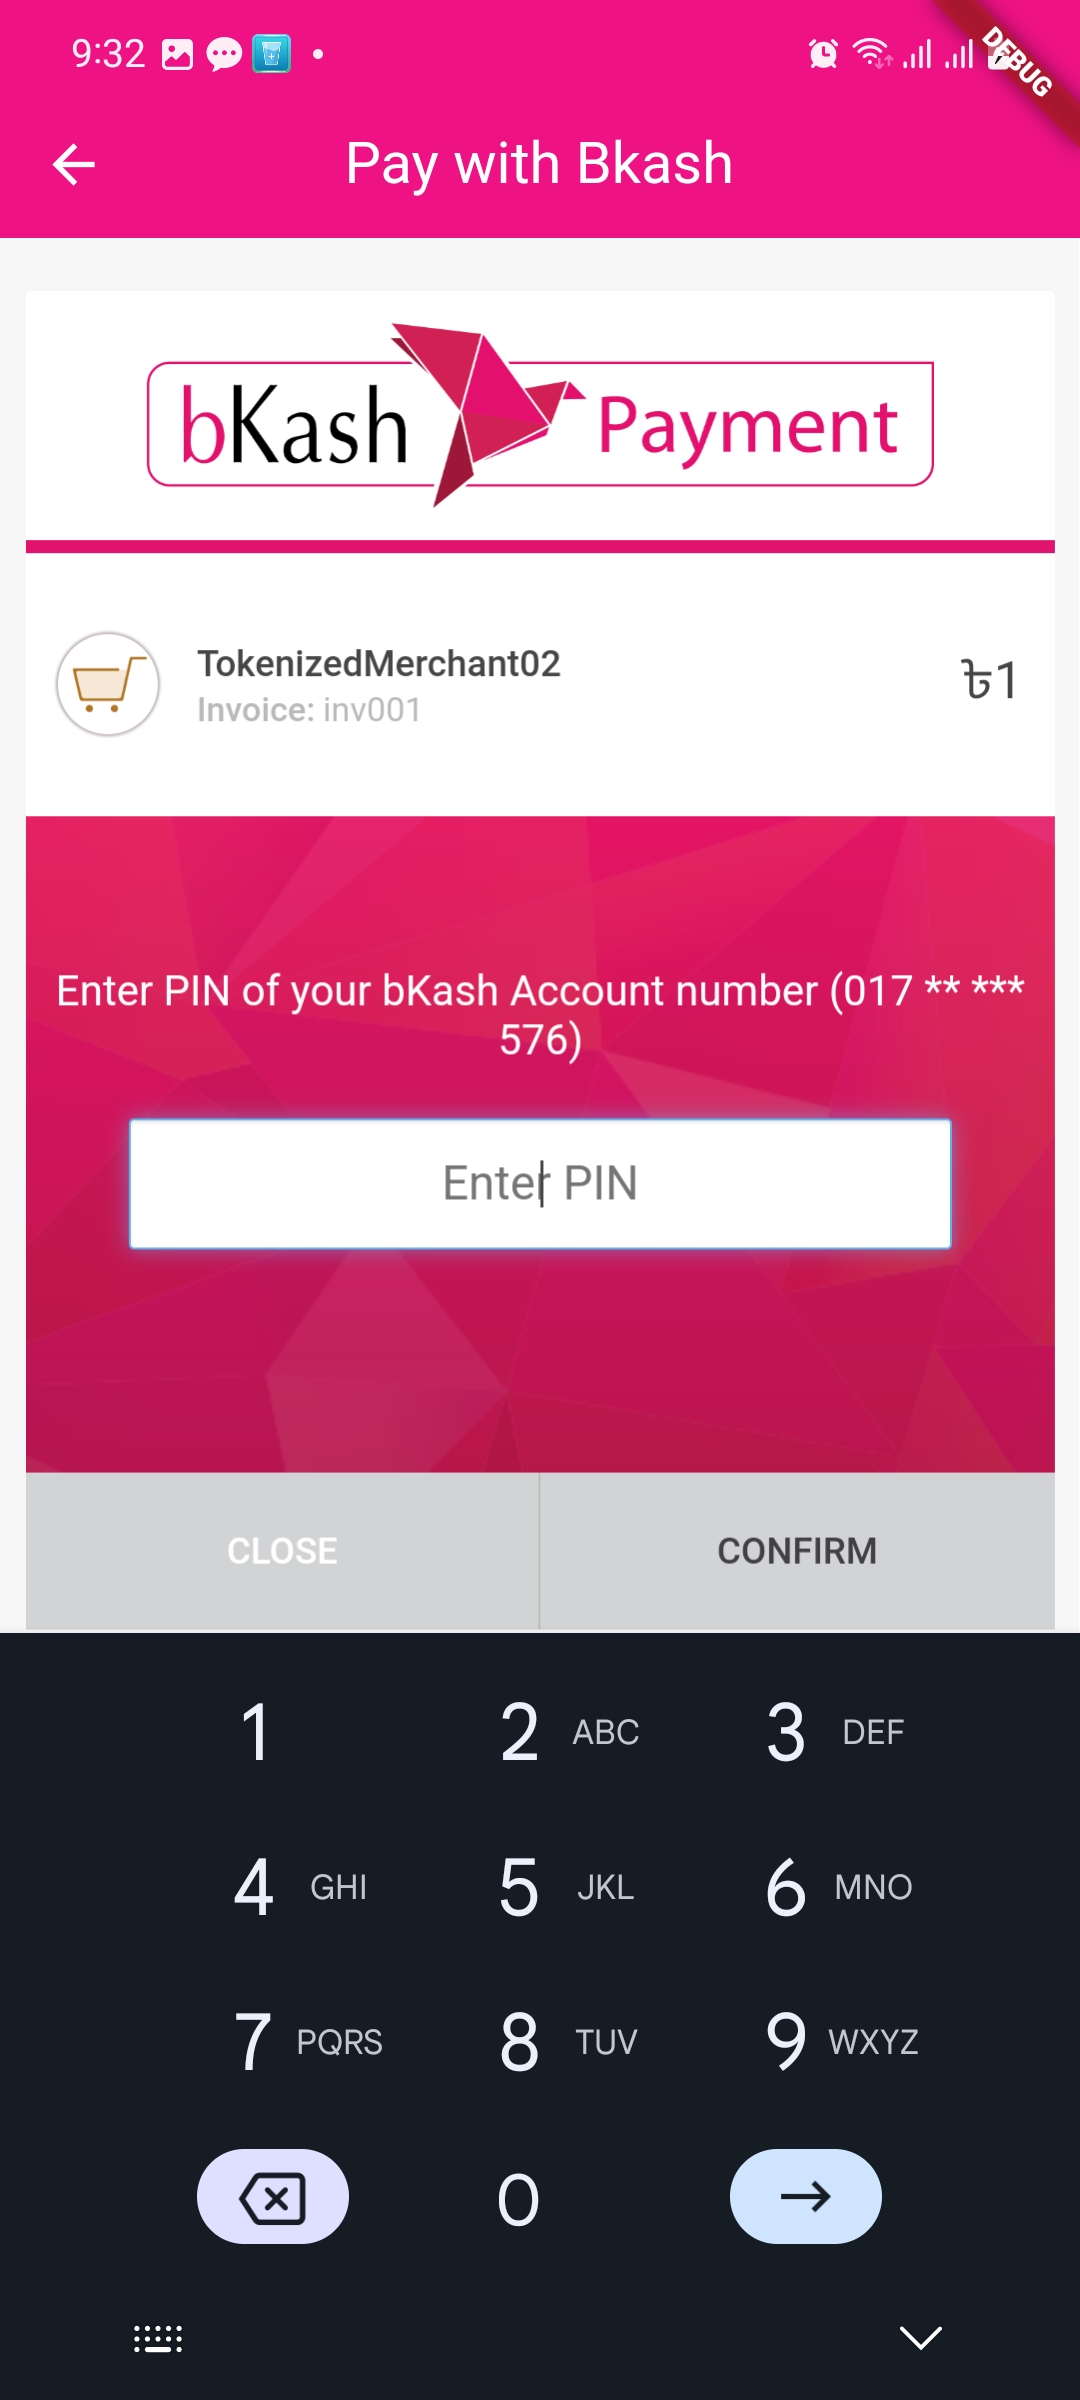 9:32
DEBUG
Pay with Bkash
bKash Payment
TokenizedMerchant02
Invoice: inv001
৳1
Enter PIN of your bKash Account number (017 ** ***
576)
Enter PIN
CLOSE CONFIRM
1 2 ABC 3 DEF
4 GHI 5 JKL 6 MNO
7 PQRS 8 TUV 9 WXYZ
0